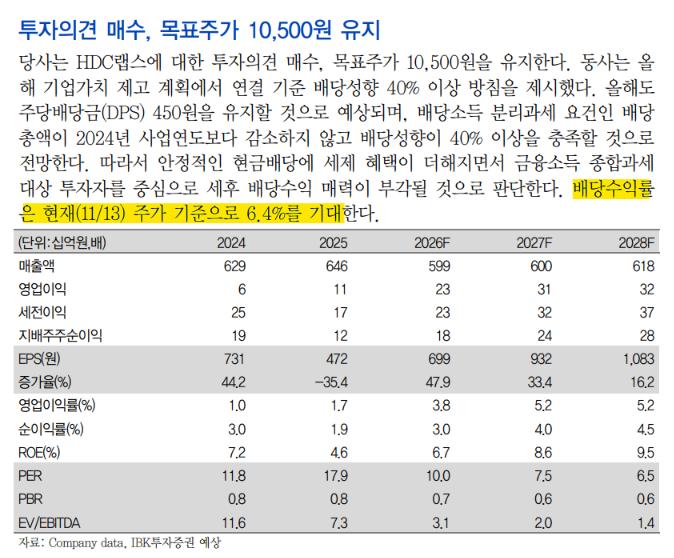 투자의견 매수, 목표주가 10,500원 유지
당사는 HDC랩스에 대한 투자의견 매수, 목표주가 10,500원을 유지한다. 동사는 올
해 기업가치 제고 계획에서 연결 기준 배당성향 40% 이상 방침을 제시했다. 올해도
주당배당금(DPS) 450원을 유지할 것으로 예상되며, 배당소득 분리과세 요건인 배당
총액이 2024년 사업연도보다 감소하지 않고 배당성향이 40% 이상을 충족할 것으로
전망한다. 따라서 안정적인 현금배당에 세제 혜택이 더해지면서 금융소득 종합과세
대상 투자자를 중심으로 세후 배당수익 매력이 부각될 것으로 판단한다. 배당수익률
은 현재(11/13) 주가 기준으로 6.4%를 기대한다.
(단위:십억원,배) 2024 2025 2026F 2027F 2028F
매출액 629 646 599 600 618
영업이익 6 11 23 31 32
세전이익 25 17 23 32 37
지배주주순이익 19 12 18 24 28
EPS(원) 731 472 699 932 1,083
증가율(%) 44.2 -35.4 47.9 33.4 16.2
영업이익률(%) 1.0 1.7 3.8 5.2 5.2
순이익률(%) 3.0 1.9 3.0 4.0 4.5
ROE(%) 7.2 4.6 6.7 8.6 9.5
PER 11.8 17.9 10.0 7.5 6.5
PBR 0.8 0.8 0.7 0.6 0.6
EV/EBITDA 11.6 7.3 3.1 2.0 1.4
자료: Company data, IBK투자증권 예상